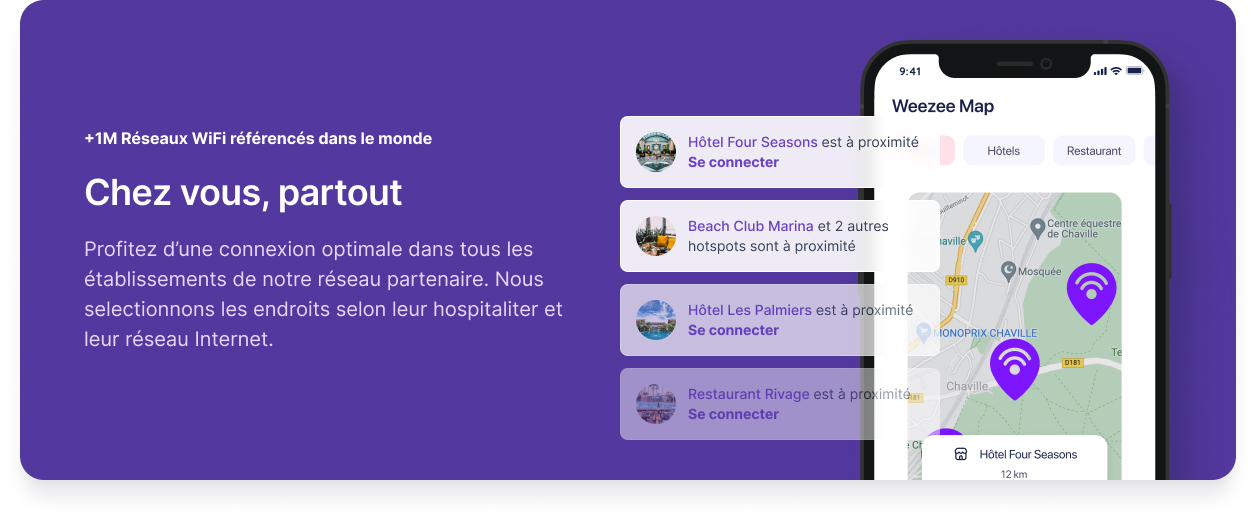 +1M Réseaux WiFi référencés dans le monde
Chez vous, partout
Profitez d’une connexion optimale dans tous les
établissements de notre réseau partenaire. Nous
selectionnons les endroits selon leur hospitaliter et
leur réseau Internet.
Hôtel Four Seasons est à proximité
Se connecter
Beach Club Marina et 2 autres
hotspots sont à proximité
Hôtel Les Palmiers est à proximité
Se connecter
Restaurant Rivage est à proximité
Se connecter
9:41
Weezee Map
Hôtels
Restaurant
Centre équestre
de Chaville
Mosquée
D910
MONOPRIX CHAVILLE
D181
Chaville
Hôtel Four Seasons
12 km